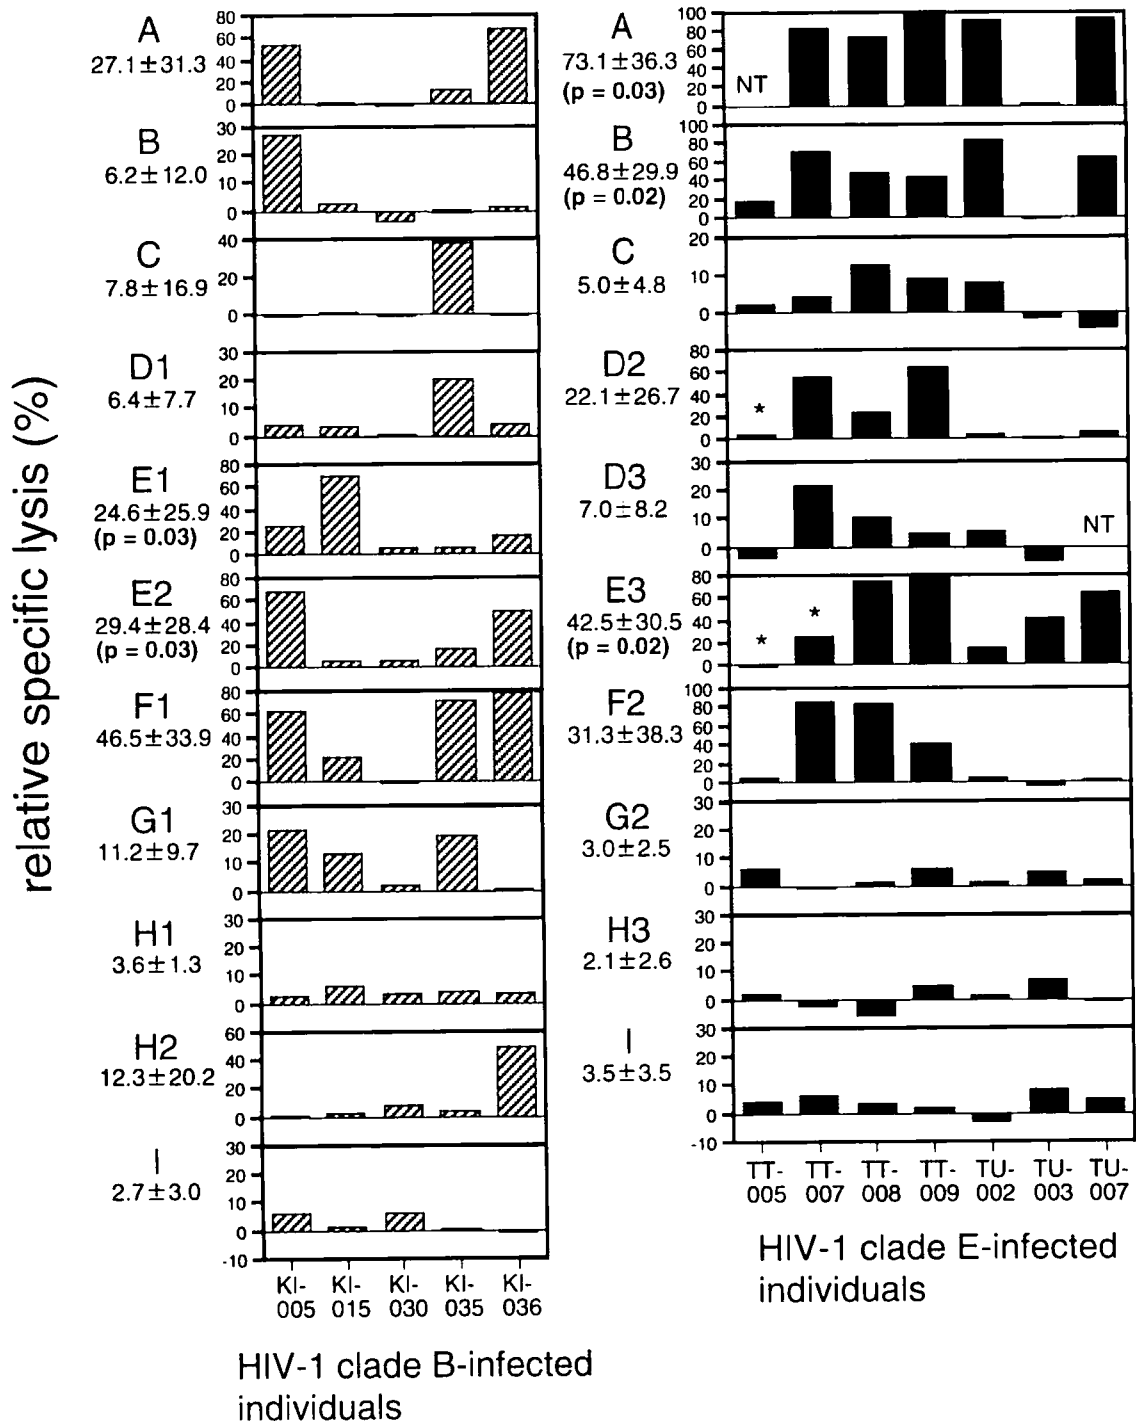 relative specific lysis (%)
A
27.1±31.3
80
60
40
20
0
B
6.2±12.0
30
20
10
0
C
7.8±16.9
40
20
0
D1
6.4±7.7
30
20
10
0
E1
24.6±25.9
(p = 0.03)
80
60
40
20
0
E2
29.4±28.4
(p = 0.03)
80
60
40
20
0
F1
46.5±33.9
80
60
40
20
0
G1
11.2±9.7
30
20
10
0
H1
3.6±1.3
30
20
10
0
H2
12.3±20.2
60
40
20
0
I
2.7±3.0
30
20
10
0
-10
KI-005
KI-015
KI-030
KI-035
KI-036
HIV-1 clade B-infected
individuals
A
73.1±36.3
(p = 0.03)
100
80
60
40
20
0
NT
B
46.8±29.9
(p = 0.02)
100
80
60
40
20
0
C
5.0±4.8
20
10
0
D2
22.1±26.7
80
60
40
20
0
*
D3
7.0±8.2
30
20
10
0
NT
E3
42.5±30.5
(p = 0.02)
80
60
40
20
0
*
*
F2
31.3±38.3
100
80
60
40
20
0
G2
3.0±2.5
30
20
10
0
H3
2.1±2.6
30
20
10
0
I
3.5±3.5
30
20
10
0
-10
TT-005
TT-007
TT-008
TT-009
TU-002
TU-003
TU-007
HIV-1 clade E-infected
individuals